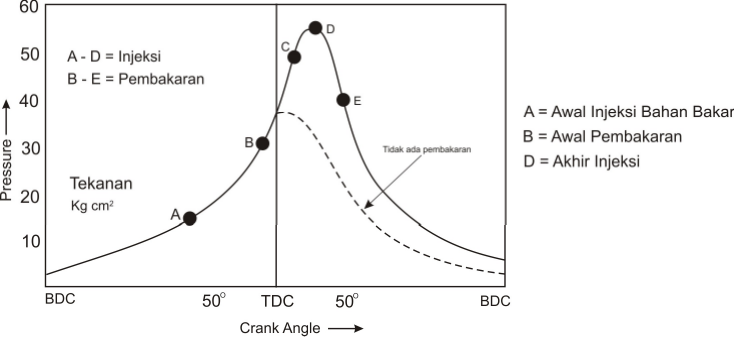 60
50
40
30
20
10
Pressure
A - D = Injeksi
B - E = Pembakaran
Tekanan
Kg cm²
A
B
C
D
E
Tidak ada pembakaran
A = Awal Injeksi Bahan Bakar
B = Awal Pembakaran
D = Akhir Injeksi
BDC
50°
TDC
50°
BDC
Crank Angle